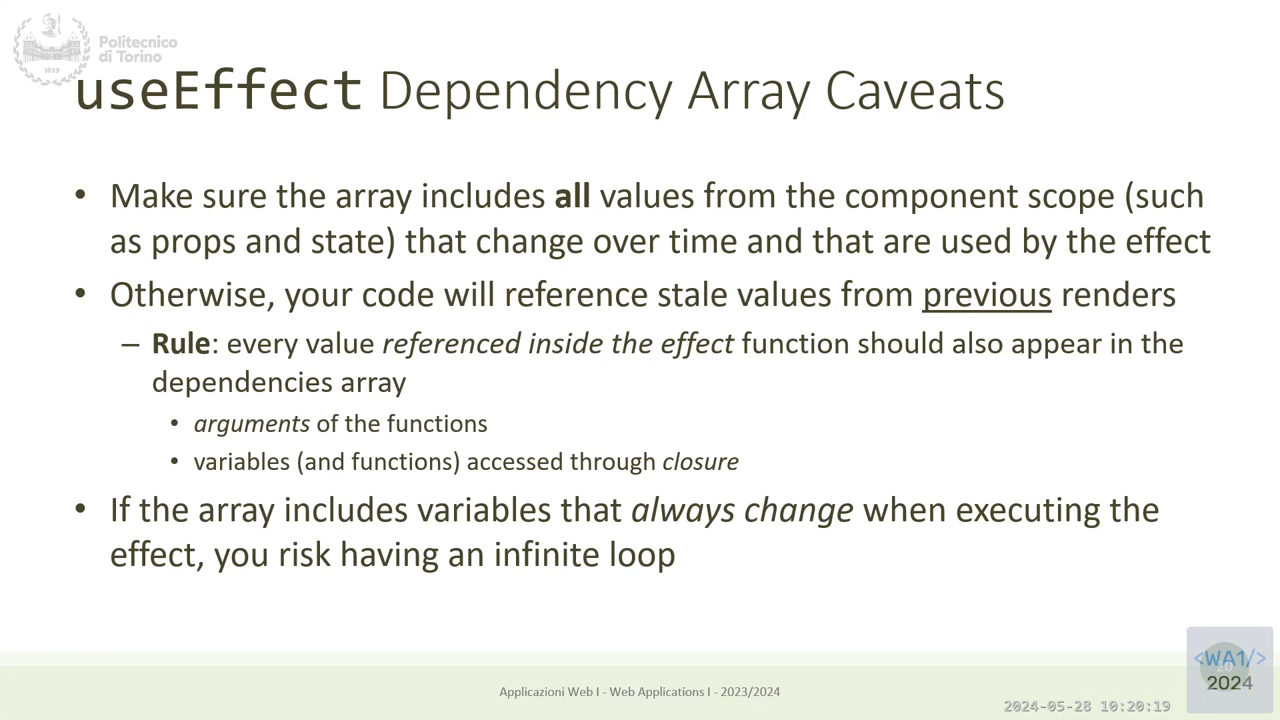 Politecnico
di Torino
1859
useEffect Dependency Array Caveats
• Make sure the array includes all values from the component scope (such
as props and state) that change over time and that are used by the effect
• Otherwise, your code will reference stale values from previous renders
– Rule: every value referenced inside the effect function should also appear in the
dependencies array
• arguments of the functions
• variables (and functions) accessed through closure
• If the array includes variables that always change when executing the
effect, you risk having an infinite loop
Applicazioni Web I - Web Applications I - 2023/2024
2024-05-28 10:20:19
<WA1/>
2024